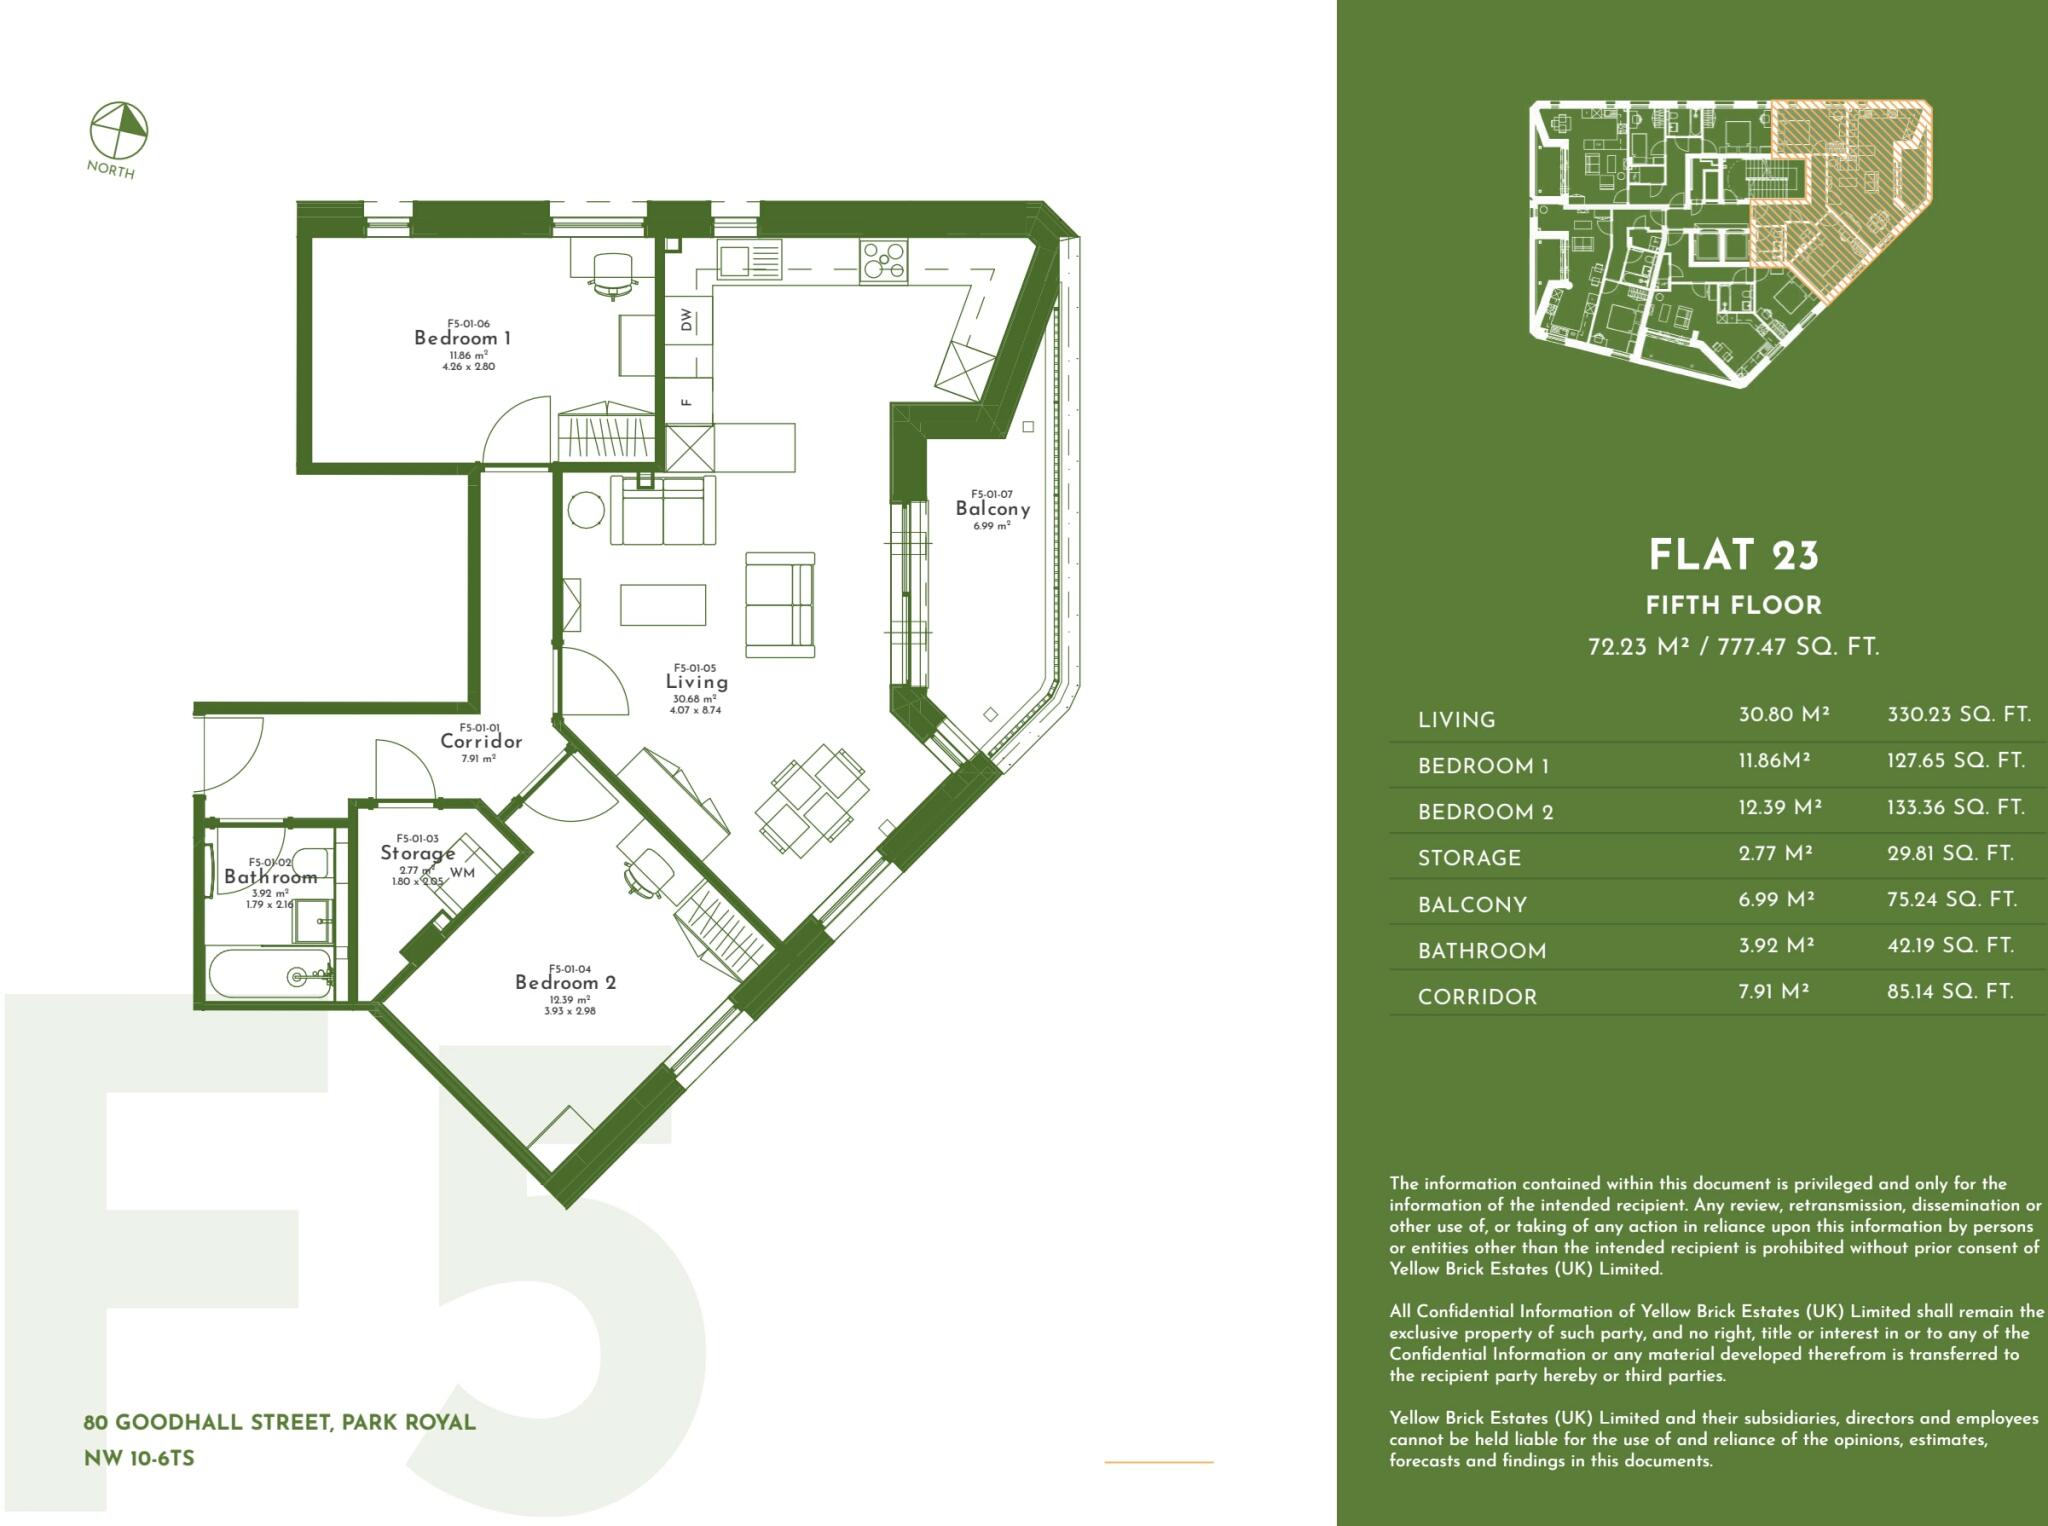 NORTH
F5-01-06
Bedroom 1
11.86 m²
4.26 x 2.80
DW
F
F5-01-07
Balcony
6.99 m²
F5-01-05
Living
30.68 m²
4.07 x 8.74
F5-01-01
Corridor
7.91 m²
F5-01-03
Storage
2.77 m²
1.80 x 2.05
WM
F5-01-02
Bathroom
3.92 m²
1.79 x 2.16
F5-01-04
Bedroom 2
12.39 m²
3.93 x 2.98
F5
80 GOODHALL STREET, PARK ROYAL
NW 10-6TS
FLAT 23
FIFTH FLOOR
72.23 M² / 777.47 SQ. FT.
LIVING 30.80 M² 330.23 SQ. FT.
BEDROOM 1 11.86M² 127.65 SQ. FT.
BEDROOM 2 12.39 M² 133.36 SQ. FT.
STORAGE 2.77 M² 29.81 SQ. FT.
BALCONY 6.99 M² 75.24 SQ. FT.
BATHROOM 3.92 M² 42.19 SQ. FT.
CORRIDOR 7.91 M² 85.14 SQ. FT.
The information contained within this document is privileged and only for the
information of the intended recipient. Any review, retransmission, dissemination or
other use of, or taking of any action in reliance upon this information by persons
or entities other than the intended recipient is prohibited without prior consent of
Yellow Brick Estates (UK) Limited.
All Confidential Information of Yellow Brick Estates (UK) Limited shall remain the
exclusive property of such party, and no right, title or interest in or to any of the
Confidential Information or any material developed therefrom is transferred to
the recipient party hereby or third parties.
Yellow Brick Estates (UK) Limited and their subsidiaries, directors and employees
cannot be held liable for the use of and reliance of the opinions, estimates,
forecasts and findings in this documents.